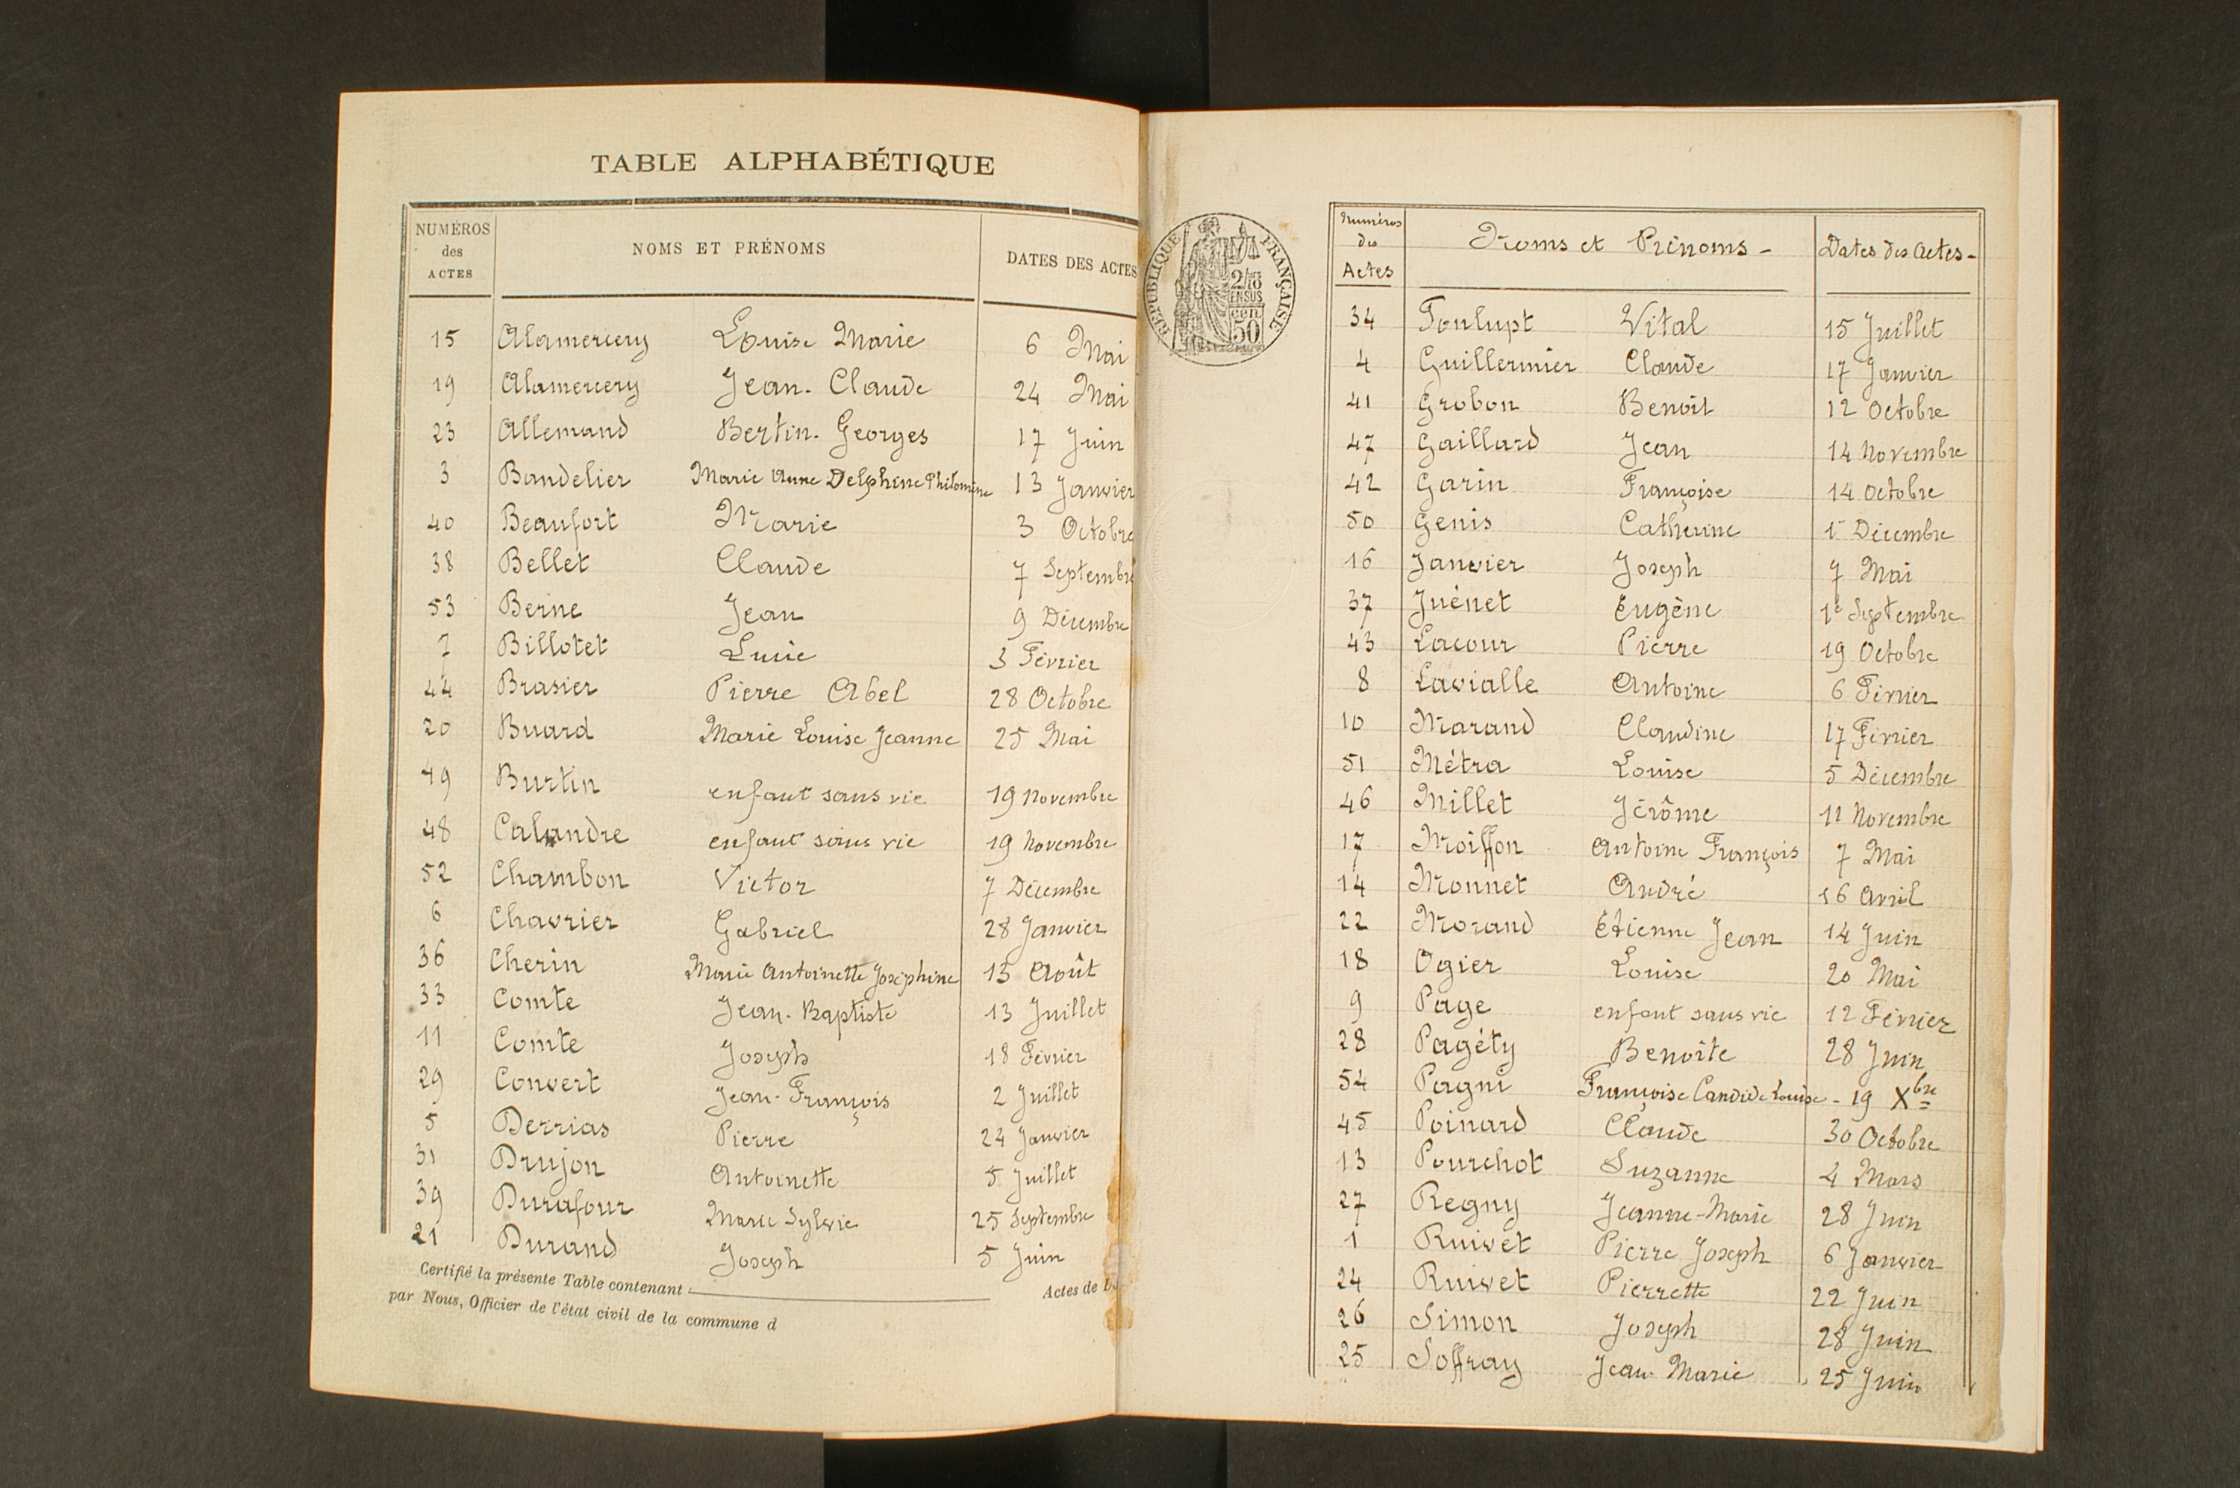 TABLE ALPHABÉTIQUE
NUMÉROS des ACTES NOMS ET PRÉNOMS DATES DES ACTES
15 Alamercery Louise Marie 6 Mai
19 Alamercery Jean-Claude 24 Mai
23 Allemand Bertin-Georges 17 Juin
3 Bandelier Marie Anne Delphine Philomine 13 Janvier
40 Beaufort Marie 3 Octobre
38 Bellet Claude 7 Septembre
53 Berne Jean 9 Décembre
7 Billotet Lucie 3 Février
44 Brasier Pierre Abel 28 Octobre
20 Buard Marie Louise Jeanne 25 Mai
49 Burtin enfant sans vie 19 Novembre
48 Calandre enfant sans vie 19 Novembre
52 Chambon Victor 7 Décembre
6 Chavrier Gabriel 28 Janvier
36 Cherin Marie Antoinette Joséphine 13 Août
33 Comte Jean-Baptiste 13 Juillet
11 Comte Joseph 18 Février
29 Convert Jean-François 2 Juillet
5 Derrias Pierre 24 Janvier
31 Drujon Antoinette 5 Juillet
39 Durafour Marie Sylvie 25 Septembre
21 Durand Joseph 5 Juin
Certifié la présente Table contenant Actes de
par Nous, Officier de l'état civil de la commune d
RÉPUBLIQUE FRANÇAISE
2/10 EN SUS
cen 50
Numéros des Actes Noms et Prénoms - Dates des Actes -
34 Fonlupt Vital 15 Juillet
4 Guillermier Claude 17 Janvier
41 Grobon Benoit 12 Octobre
47 Gaillard Jean 14 Novembre
42 Garin Françoise 14 Octobre
50 Genis Catherine 1er Décembre
16 Janvier Joseph 7 Mai
37 Juénet Eugène 1e Septembre
43 Lacour Pierre 19 Octobre
8 Lavialle Antoine 6 Février
10 Marand Claudine 17 Février
51 Métra Louise 5 Décembre
46 Millet Jérôme 11 Novembre
17 Moiffon Antoine François 7 Mai
14 Monnet André 16 Avril
22 Morand Étienne Jean 14 Juin
18 Ogier Louise 20 Mai
9 Page enfant sans vie 12 Février
28 Pagéty Benoîte 28 Juin
54 Pagni Françoise Candide Louise - 19 Xbre
45 Poinard Claude 30 Octobre
13 Pourchot Suzanne 4 Mars
27 Regny Jeanne-Marie 28 Juin
1 Ruivet Pierre Joseph 6 Janvier
24 Ruivet Pierrette 22 Juin
26 Simon Joseph 28 Juin
25 Soffray Jean-Marie 25 Juin